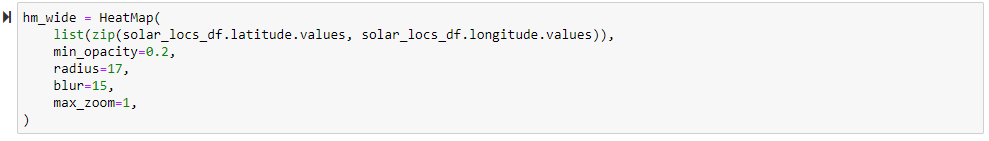 hm_wide = HeatMap(
    list(zip(solar_locs_df.latitude.values, solar_locs_df.longitude.values)),
    min_opacity=0.2,
    radius=17,
    blur=15,
    max_zoom=1,
)